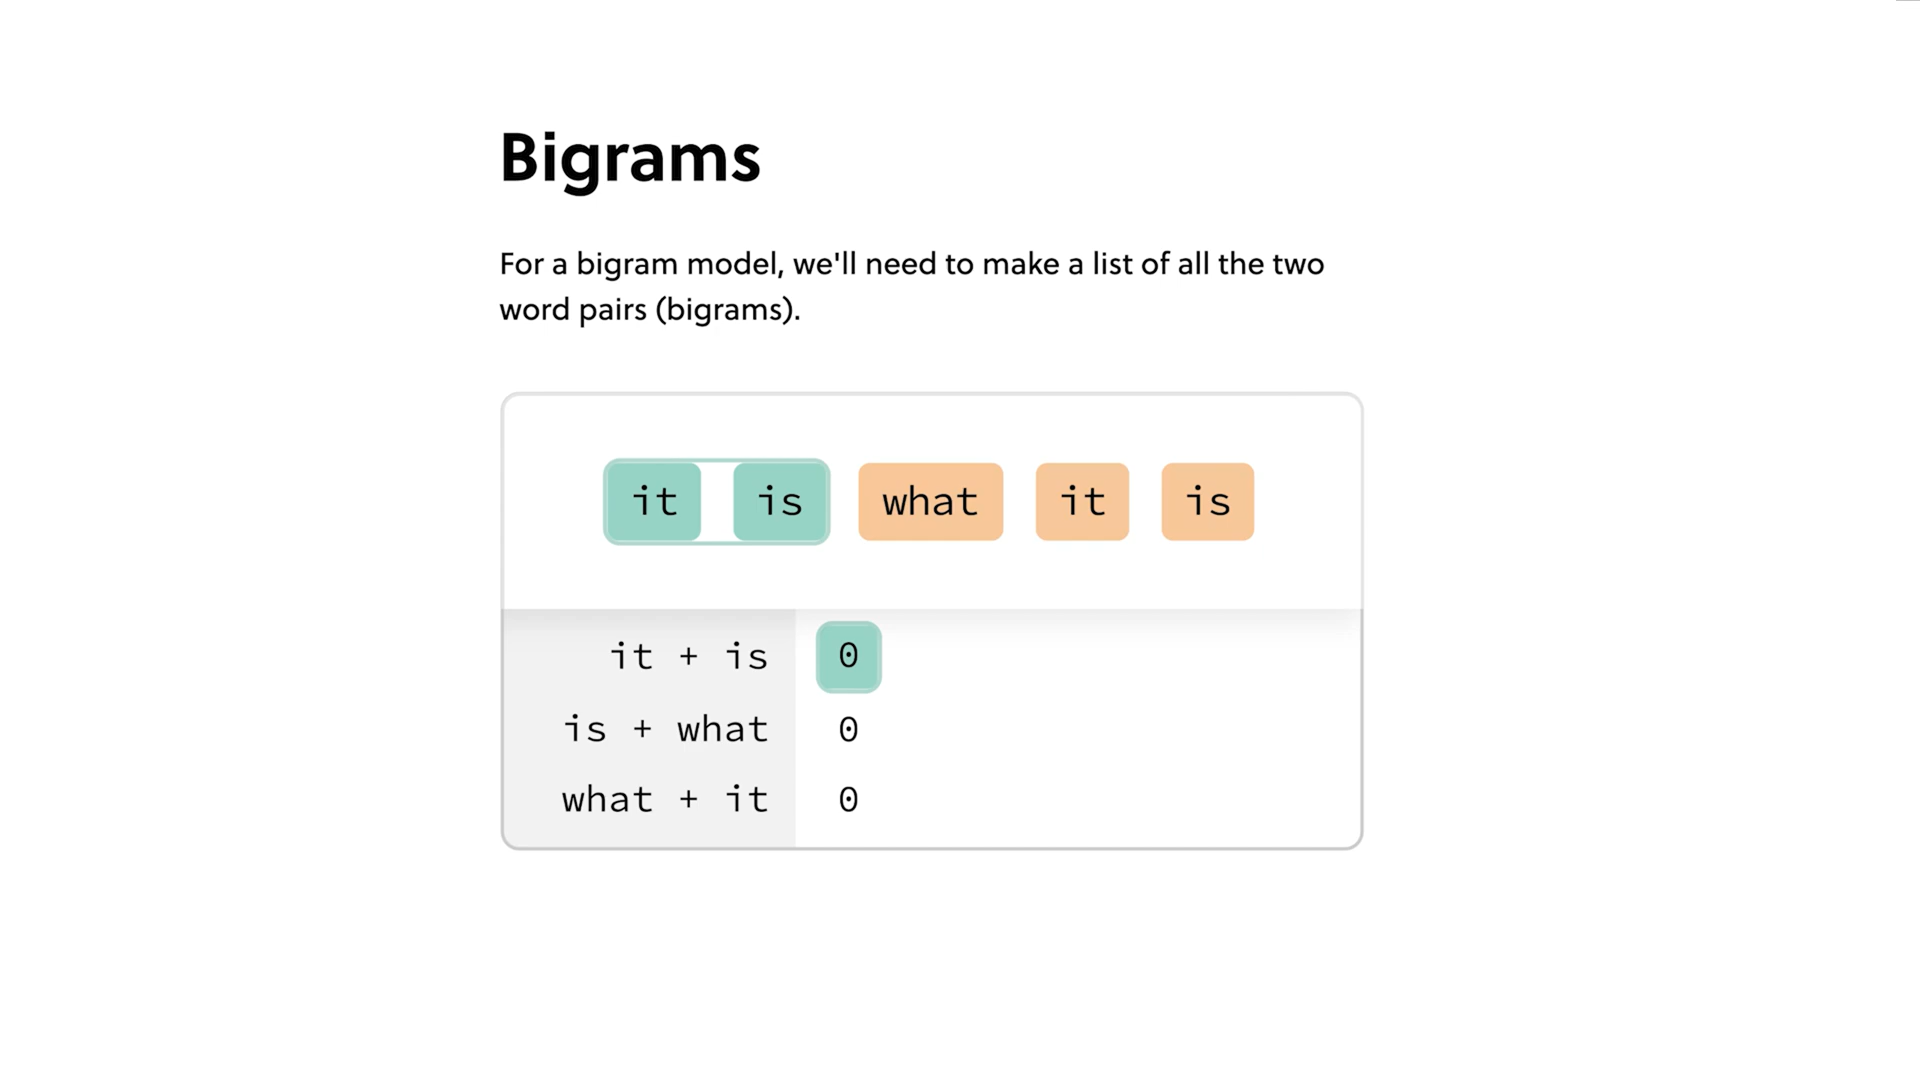 Bigrams
For a bigram model, we'll need to make a list of all the two
word pairs (bigrams).
it is what it is
it + is 0
is + what 0
what + it 0